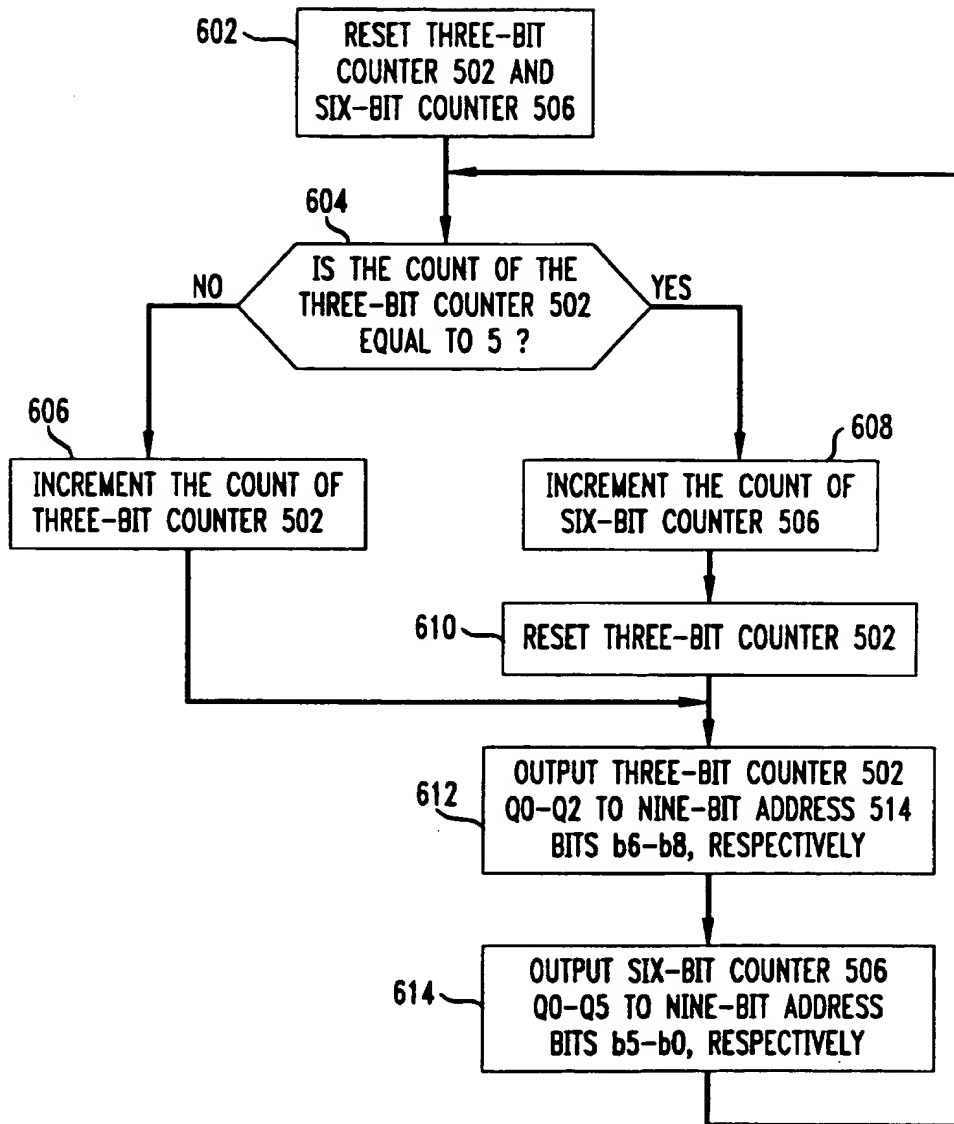 602
RESET THREE-BIT
COUNTER 502 AND
SIX-BIT COUNTER 506
604
IS THE COUNT OF THE
THREE-BIT COUNTER 502
EQUAL TO 5 ?
NO
YES
606
INCREMENT THE COUNT OF
THREE-BIT COUNTER 502
608
INCREMENT THE COUNT OF
SIX-BIT COUNTER 506
610
RESET THREE-BIT COUNTER 502
612
OUTPUT THREE-BIT COUNTER 502
Q0-Q2 TO NINE-BIT ADDRESS 514
BITS b6-b8, RESPECTIVELY
614
OUTPUT SIX-BIT COUNTER 506
Q0-Q5 TO NINE-BIT ADDRESS
BITS b5-b0, RESPECTIVELY